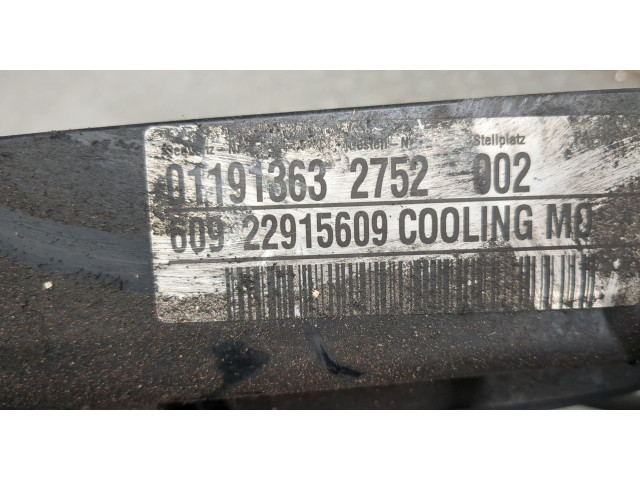 Stellplatz
01191363 2752 002
609 22915609 COOLING MO